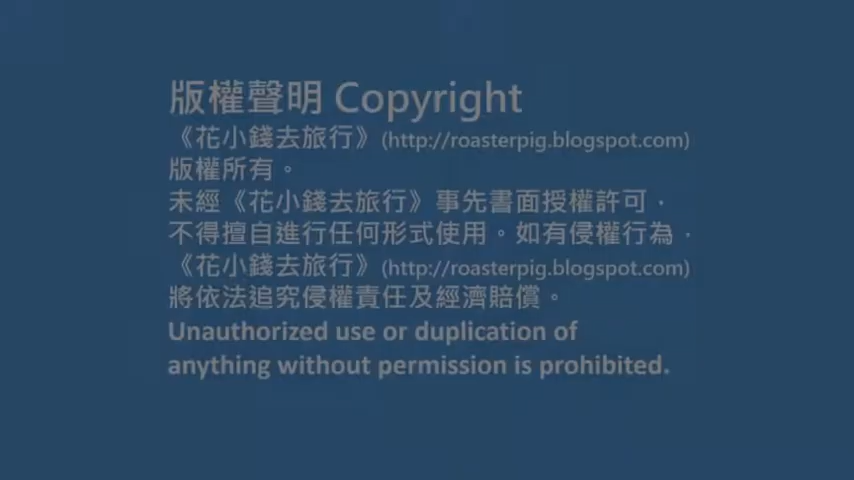 版權聲明 Copyright
《花小錢去旅行》(http://roasterpig.blogspot.com)
版權所有。
未經《花小錢去旅行》事先書面授權許可，
不得擅自進行任何形式使用。如有侵權行為，
《花小錢去旅行》(http://roasterpig.blogspot.com)
將依法追究侵權責任及經濟賠償。
Unauthorized use or duplication of
anything without permission is prohibited.